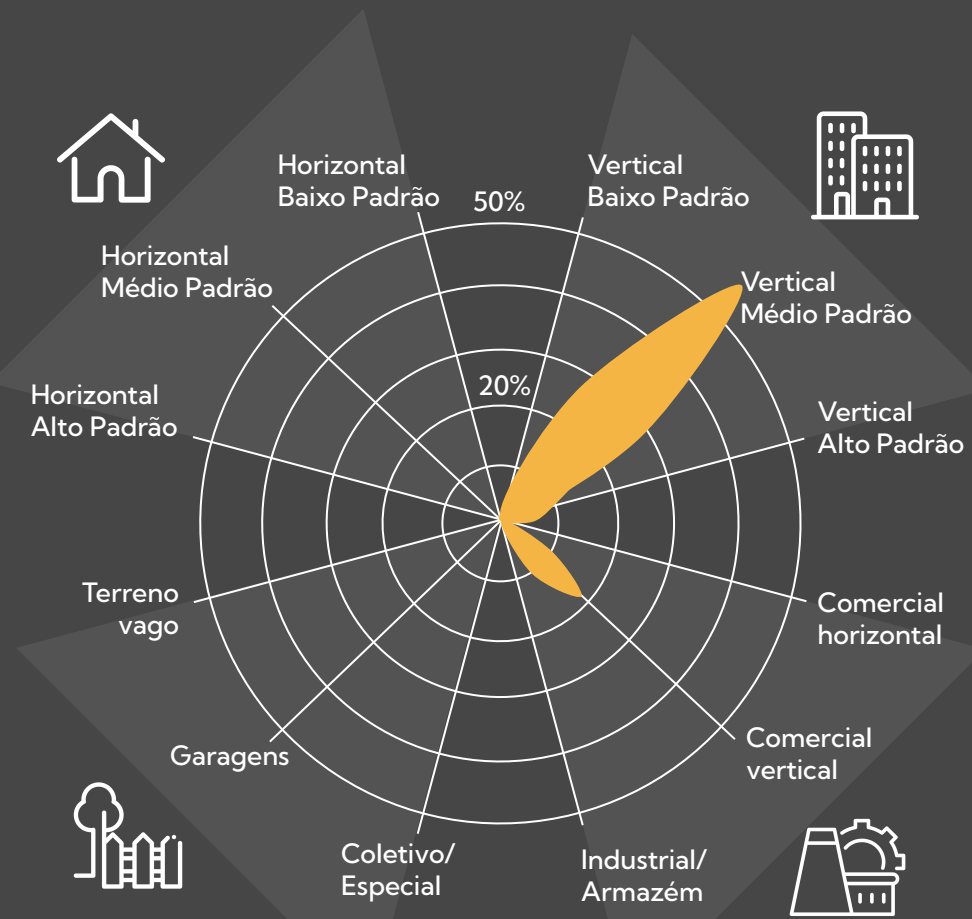 Horizontal
Baixo Padrão
50%
Vertical
Baixo Padrão
Horizontal
Médio Padrão
Vertical
Médio Padrão
20%
Horizontal
Alto Padrão
Vertical
Alto Padrão
Terreno
vago
Comercial
horizontal
Garagens
Comercial
vertical
Coletivo/
Especial
Industrial/
Armazém